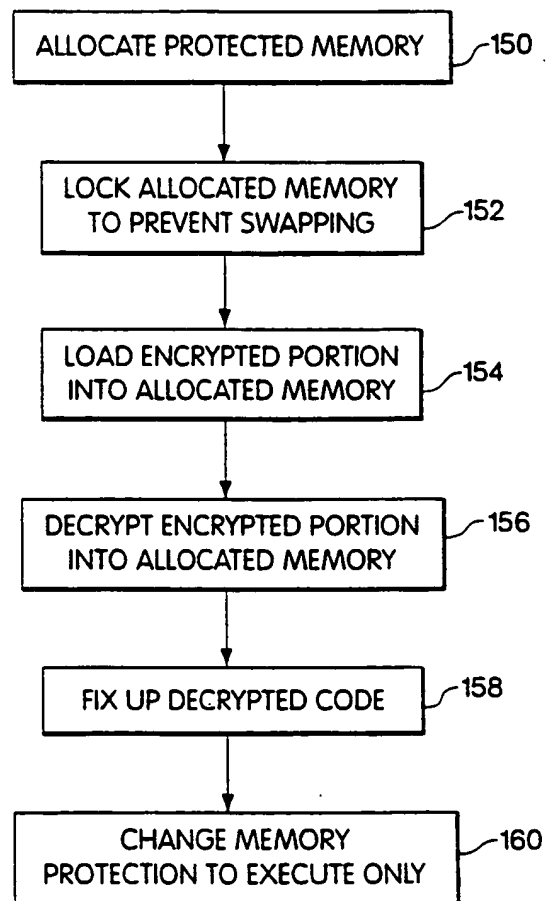 ALLOCATE PROTECTED MEMORY
150
LOCK ALLOCATED MEMORY
TO PREVENT SWAPPING
152
LOAD ENCRYPTED PORTION
INTO ALLOCATED MEMORY
154
DECRYPT ENCRYPTED PORTION
INTO ALLOCATED MEMORY
156
FIX UP DECRYPTED CODE
158
CHANGE MEMORY
PROTECTION TO EXECUTE ONLY
160